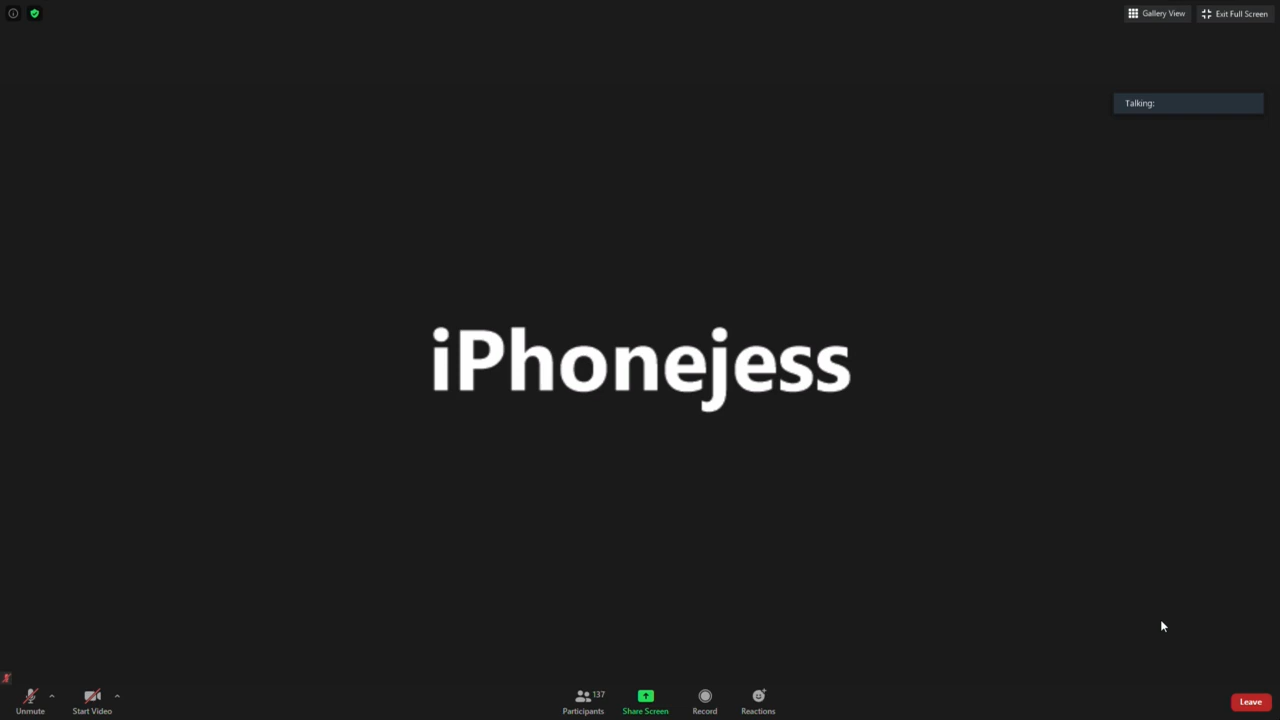 Gallery View
Exit Full Screen
Talking:
iPhonejess
Unmute
Start Video
137
Participants
Share Screen
Record
Reactions
Leave